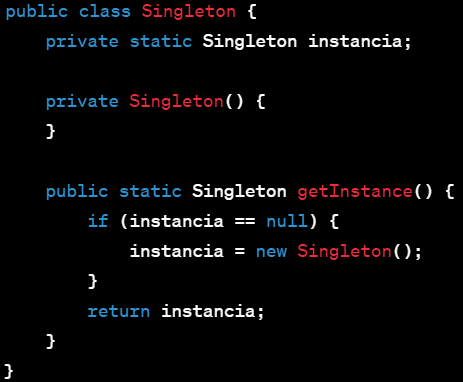 public class Singleton {
    private static Singleton instancia;

    private Singleton() {
    }

    public static Singleton getInstance() {
        if (instancia == null) {
            instancia = new Singleton();
        }
        return instancia;
    }
}